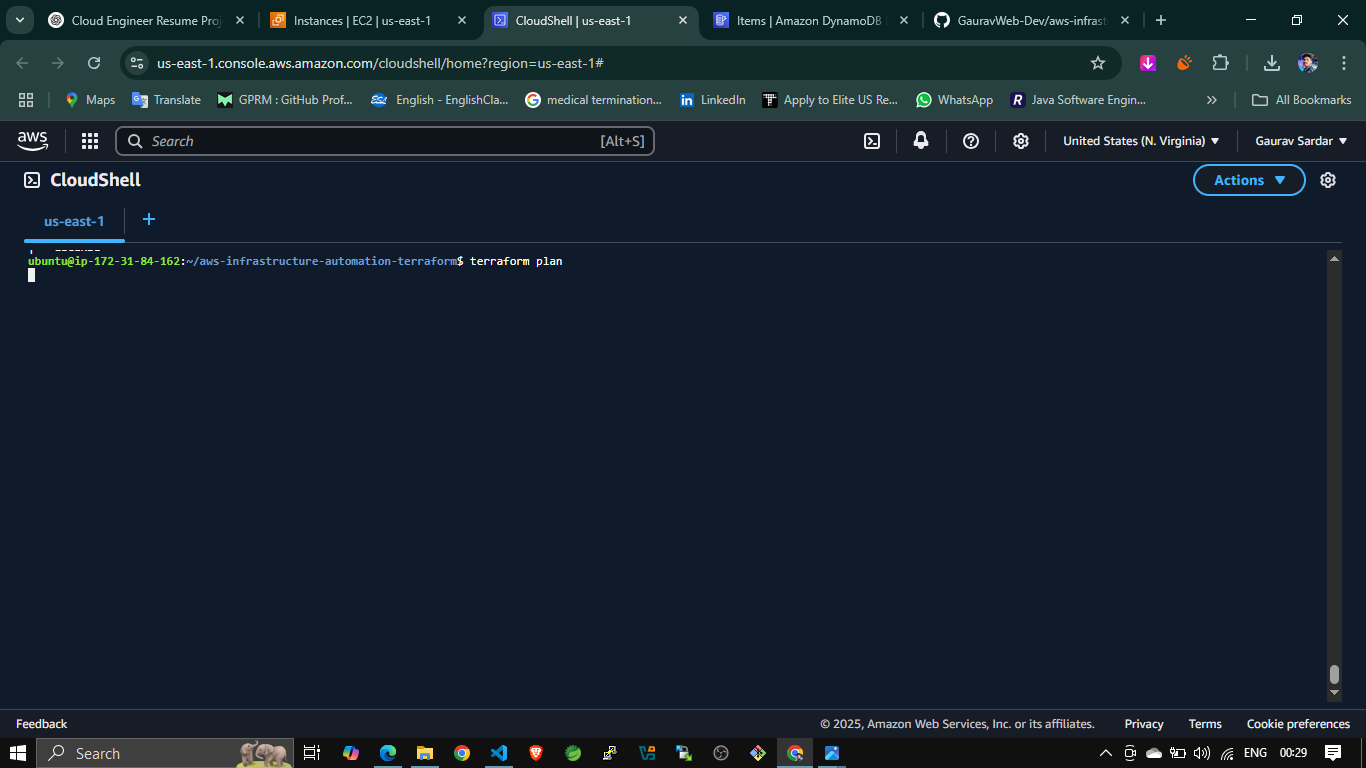 Cloud Engineer Resume Proj
Instances | EC2 | us-east-1
CloudShell | us-east-1
Items | Amazon DynamoDB
GauravWeb-Dev/aws-infrast
us-east-1.console.aws.amazon.com/cloudshell/home?region=us-east-1#
Maps
Translate
GPRM : GitHub Prof...
English - EnglishCla...
medical termination...
LinkedIn
Apply to Elite US Re...
WhatsApp
Java Software Engin...
All Bookmarks
aws
Search
[Alt+S]
United States (N. Virginia)
Gaurav Sardar
CloudShell
Actions
us-east-1
ubuntu@ip-172-31-84-162:~/aws-infrastructure-automation-terraform$ terraform plan
Feedback
© 2025, Amazon Web Services, Inc. or its affiliates.
Privacy
Terms
Cookie preferences
Search
ENG
00:29